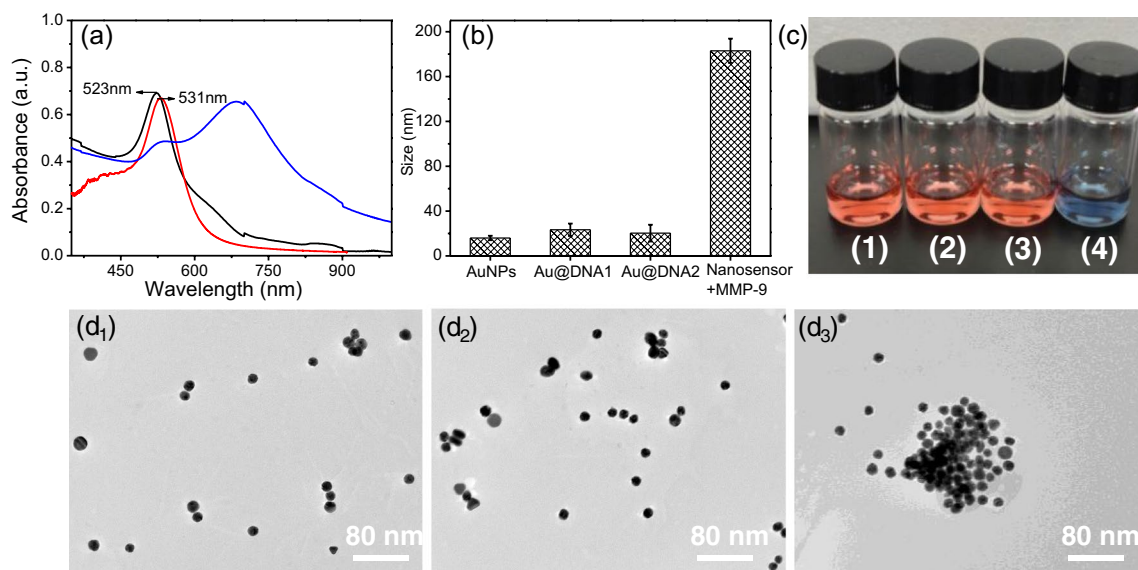 (a)
1.0
0.8
0.6
0.4
0.2
0.0
Absorbance (a.u.)
523nm
531nm
450
600
750
900
Wavelength (nm)
(b)
200
160
120
80
40
0
Size (nm)
AuNPs
Au@DNA1
Au@DNA2
Nanosensor
+MMP-9
(c)
(1)
(2)
(3)
(4)
(d₁)
80 nm
(d₂)
80 nm
(d₃)
80 nm